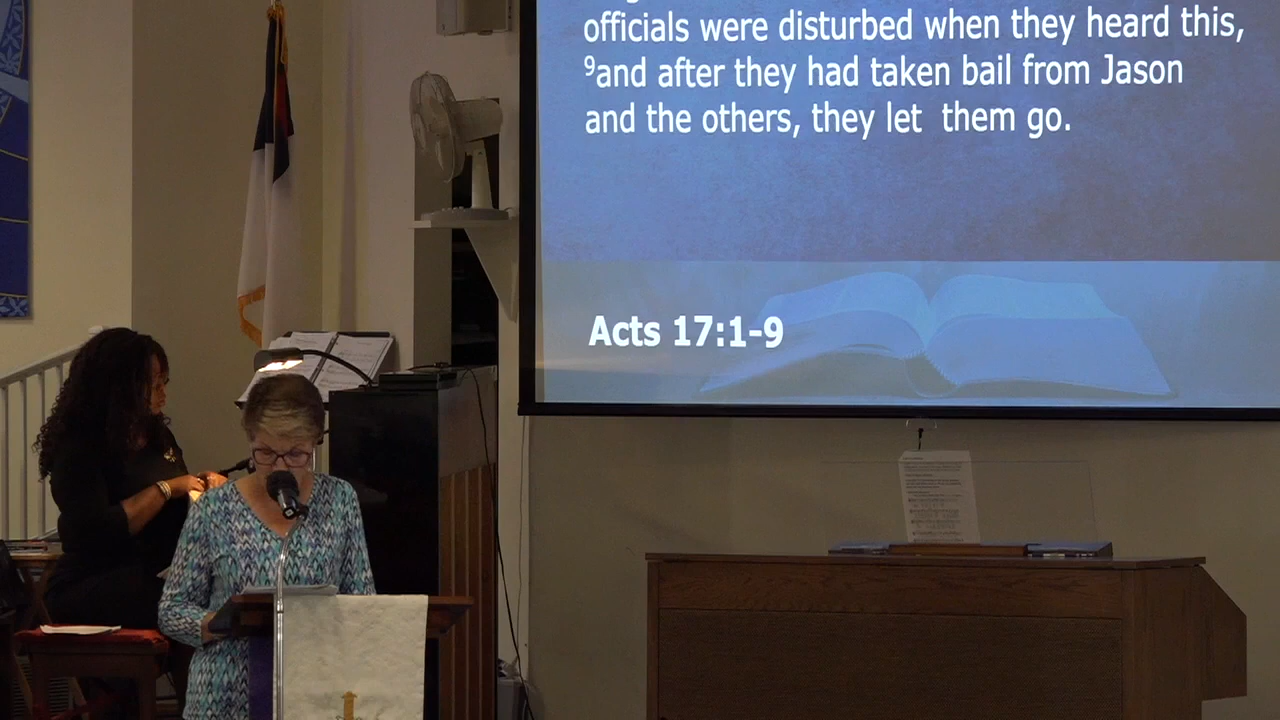 officials were disturbed when they heard this,
9and after they had taken bail from Jason
and the others, they let them go.
Acts 17:1-9